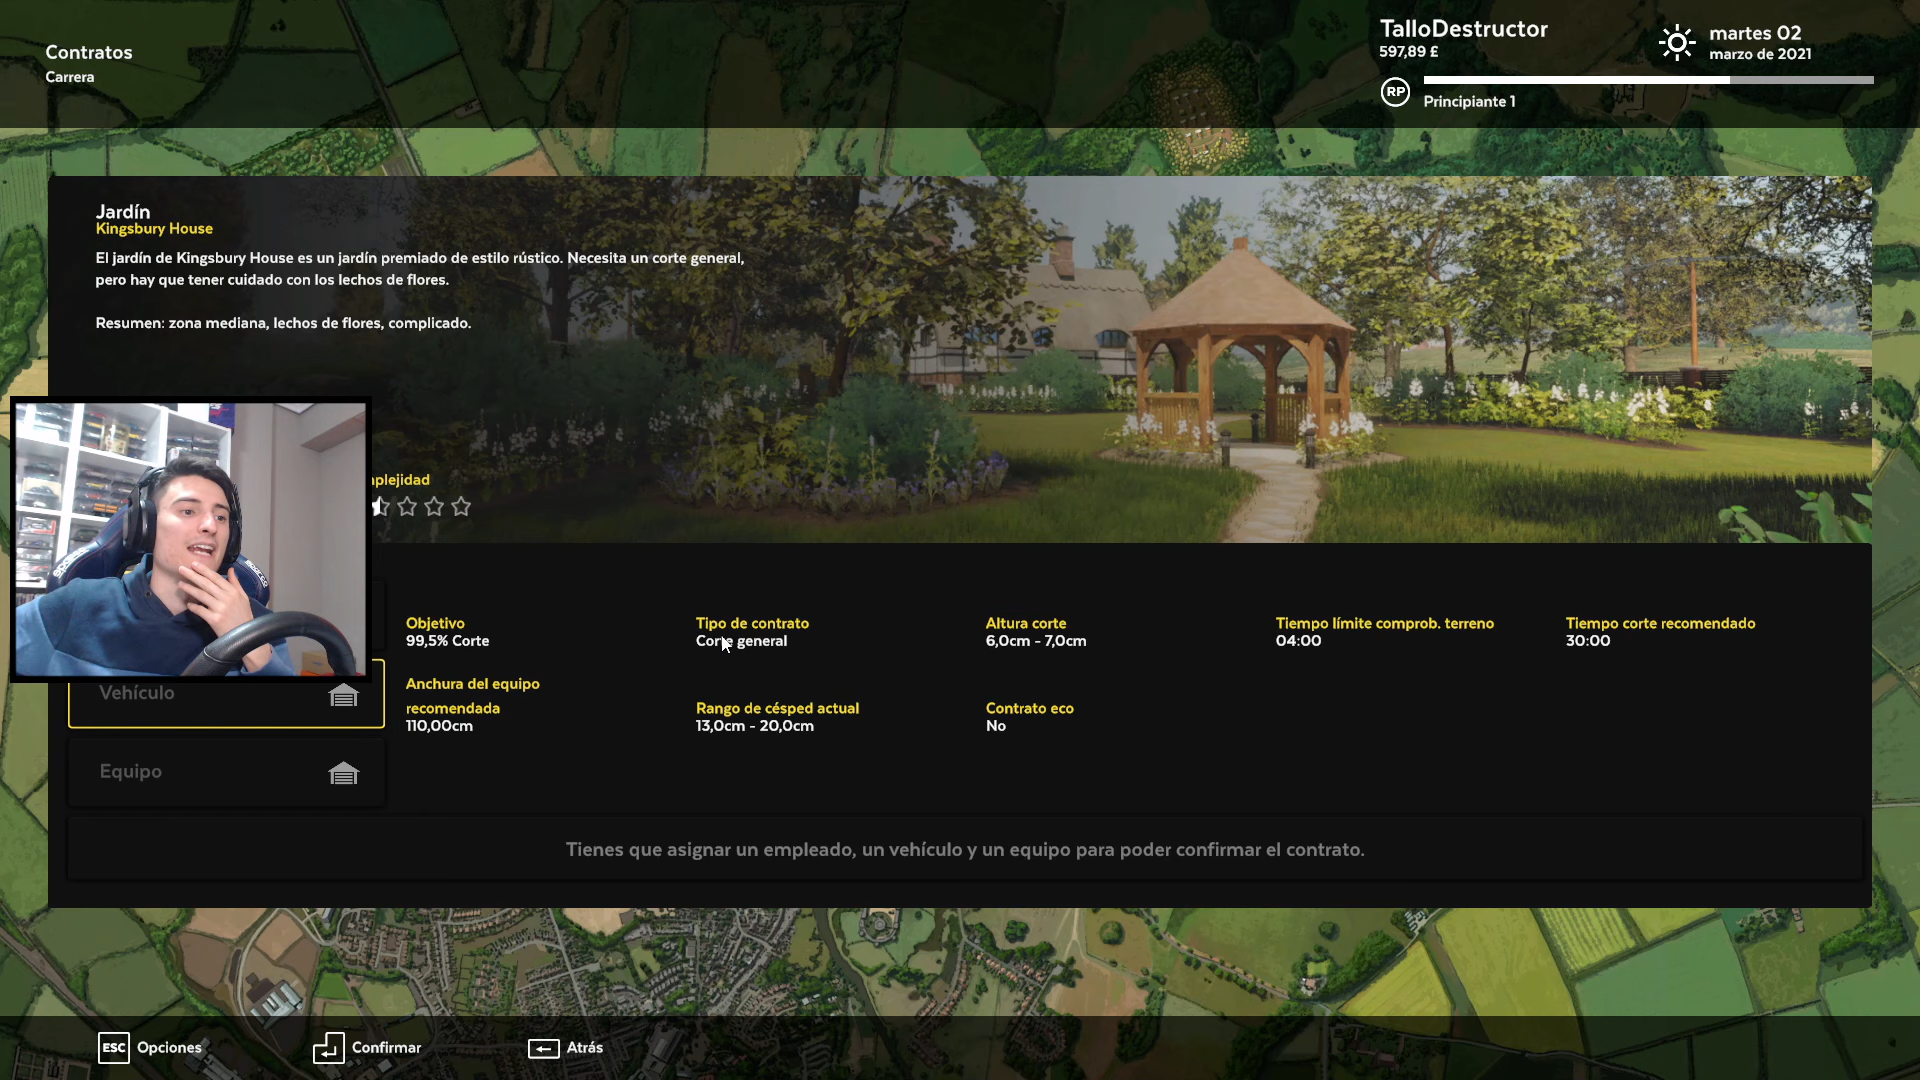 Contratos
Carrera
TalloDestructor
597,89 £
martes 02
marzo de 2021
RP
Principiante 1
Jardín
Kingsbury House
El jardín de Kingsbury House es un jardín premiado de estilo rústico. Necesita un corte general,
pero hay que tener cuidado con los lechos de flores.
Resumen: zona mediana, lechos de flores, complicado.
mplejidad
Objetivo
99,5% Corte
Tipo de contrato
Corte general
Altura corte
6,0cm - 7,0cm
Tiempo límite comprob. terreno
04:00
Tiempo corte recomendado
30:00
Anchura del equipo
recomendada
110,00cm
Rango de césped actual
13,0cm - 20,0cm
Contrato eco
No
Vehículo
Equipo
Tienes que asignar un empleado, un vehículo y un equipo para poder confirmar el contrato.
ESC Opciones
Confirmar
Atrás